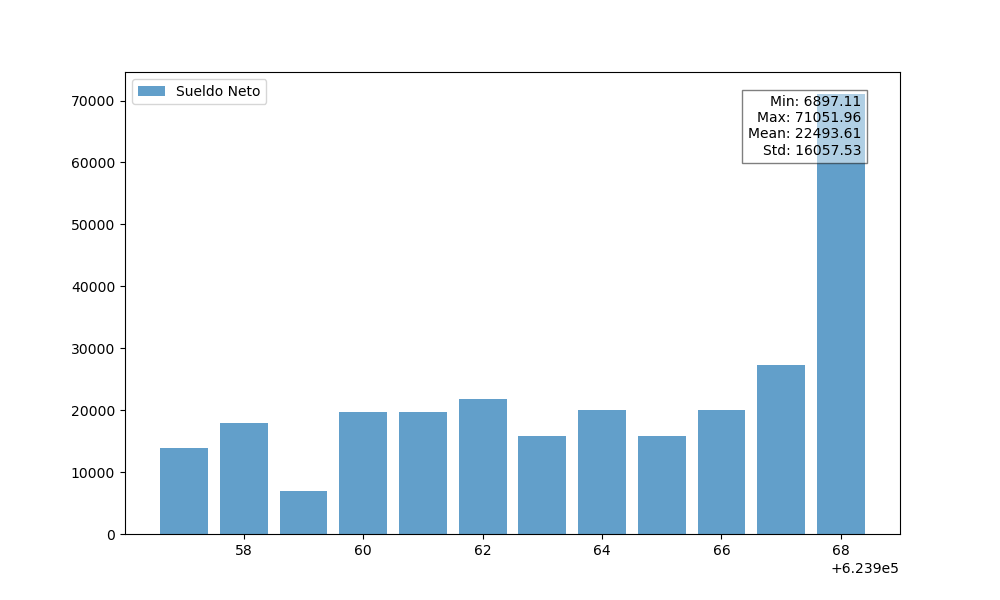 Sueldo Neto
Min: 6897.11
Max: 71051.96
Mean: 22493.61
Std: 16057.53
70000
60000
50000
40000
30000
20000
10000
0
58 60 62 64 66 68
+6.239e5